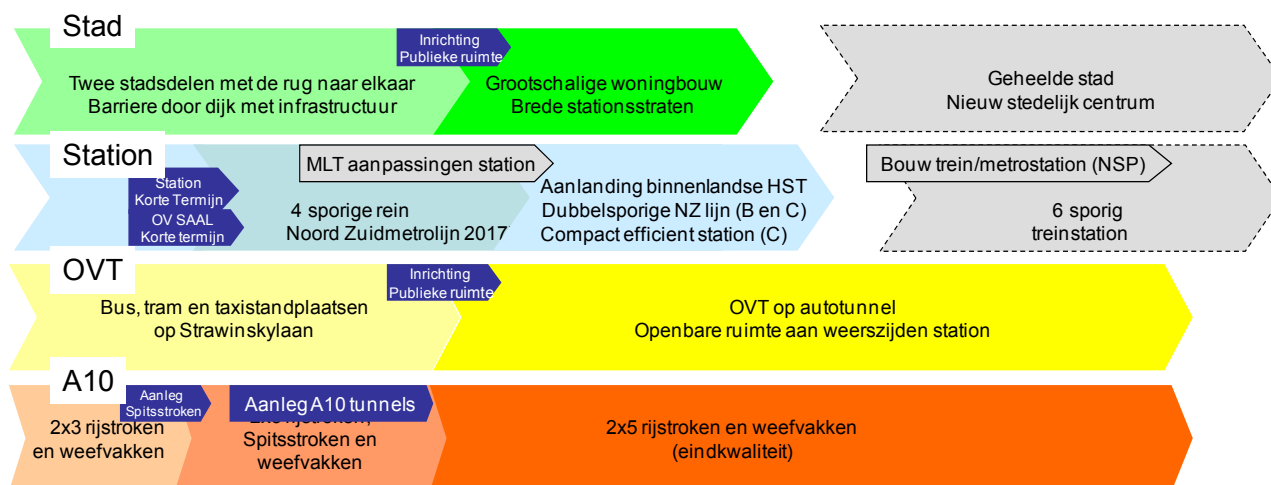 Stad
Inrichting
Publieke ruimte
Twee stadsdelen met de rug naar elkaar
Barriere door dijk met infrastructuur
Grootschalige woningbouw
Brede stationsstraten
Geheelde stad
Nieuw stedelijk centrum
Station
MLT aanpassingen station
Bouw trein/metrostation (NSP)
Station
Korte Termijn
OV SAAL
Korte termijn
4 sporige rein
Noord Zuidmetrolijn 2017
Aanlanding binnenlandse HST
Dubbelsporige NZ lijn (B en C)
Compact efficient station (C)
6 sporig
treinstation
OVT
Inrichting
Publieke ruimte
Bus, tram en taxistandplaatsen
op Strawinskylaan
OVT op autotunnel
Openbare ruimte aan weerszijden station
A10
Aanleg
Spitsstroken
Aanleg A10 tunnels
2x3 rijstroken
en weefvakken
rijstroken,
Spitsstroken en
weefvakken
2x5 rijstroken en weefvakken
(eindkwaliteit)